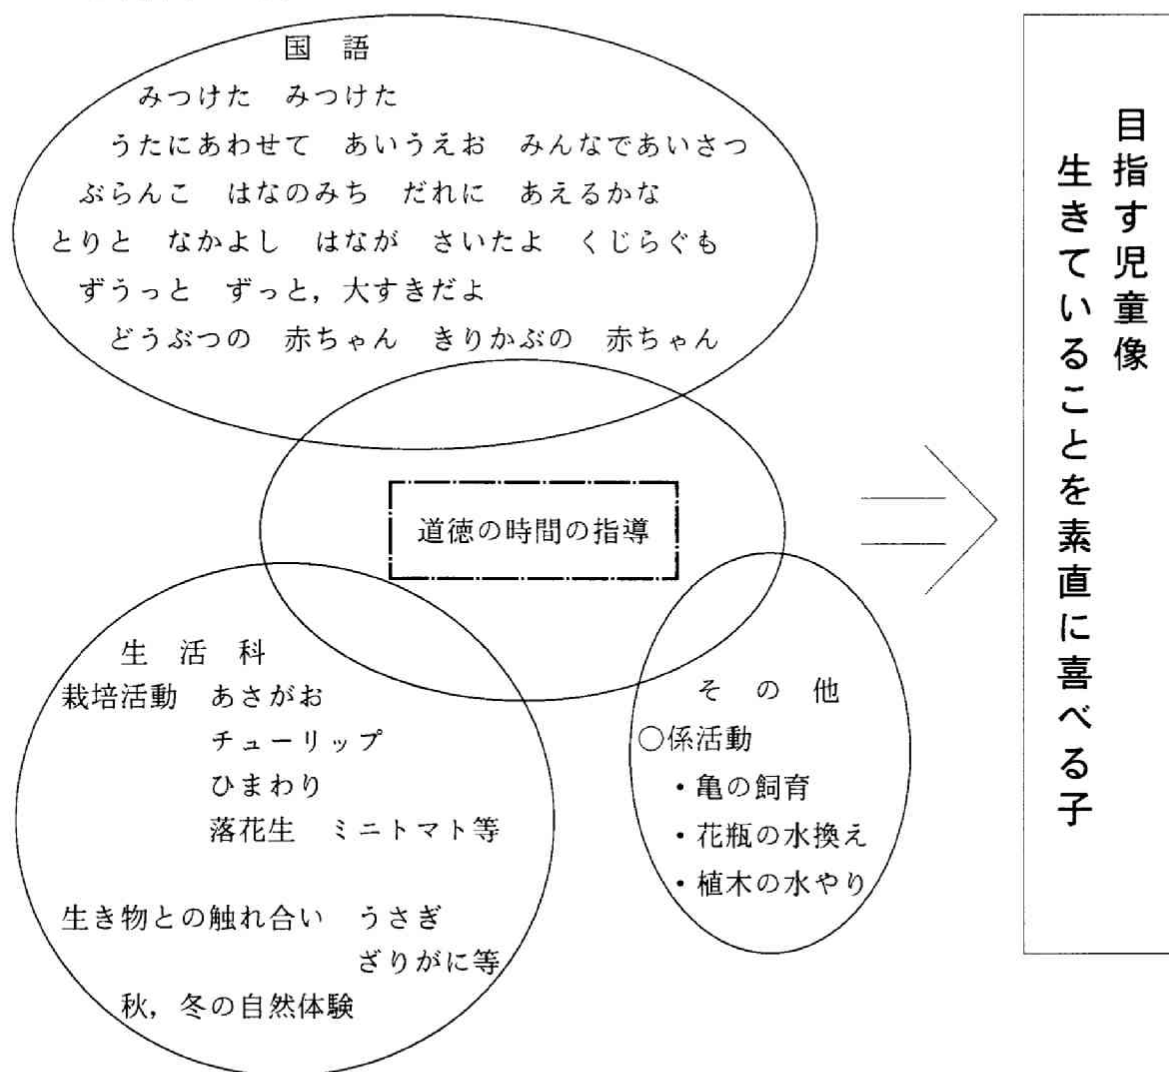 国　語
みつけた　みつけた
うたにあわせて　あいうえお　みんなであいさつ
ぶらんこ　はなのみち　だれに　あえるかな
とりと　なかよし　はなが　さいたよ　くじらぐも
ずうっと　ずっと，大すきだよ
どうぶつの　赤ちゃん　きりかぶの　赤ちゃん
道徳の時間の指導
生　活　科
栽培活動　あさがお
チューリップ
ひまわり
落花生　ミニトマト等
生き物との触れ合い　うさぎ
ざりがに等
秋，冬の自然体験
そ　の　他
○係活動
・亀の飼育
・花瓶の水換え
・植木の水やり
目指す児童像
生きていることを素直に喜べる子